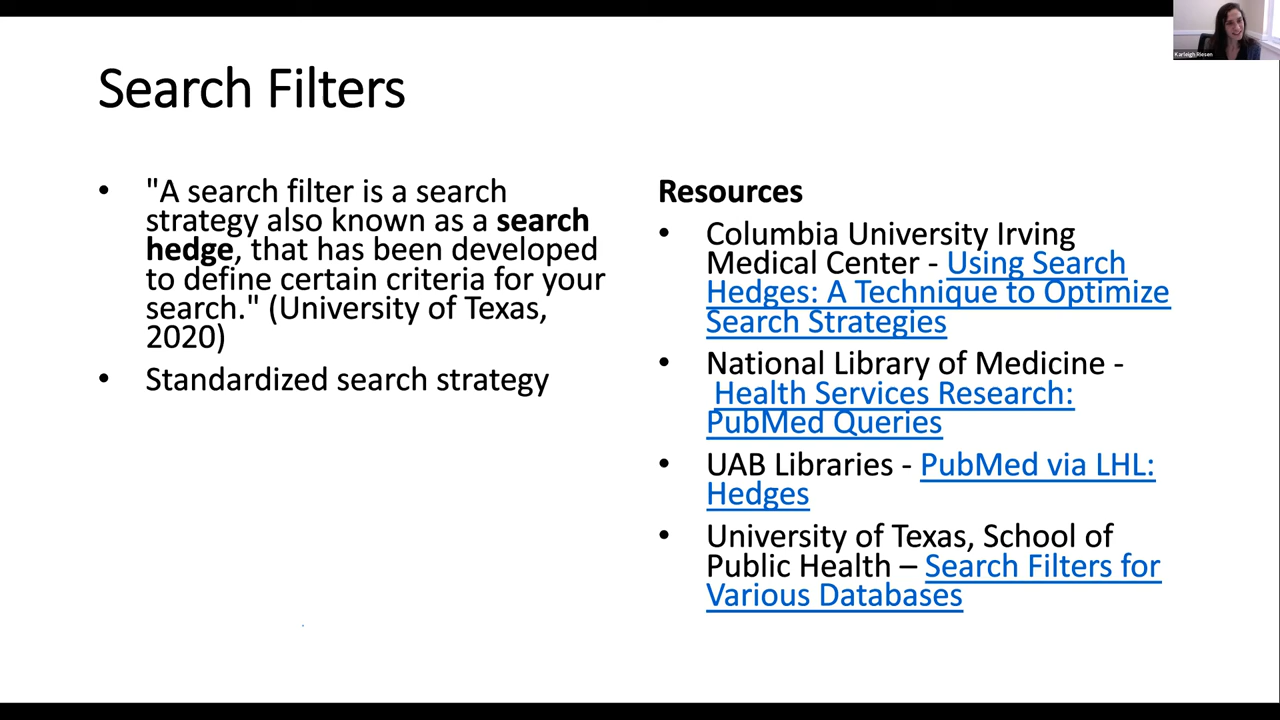 Search Filters
• "A search filter is a search
strategy also known as a search
hedge, that has been developed
to define certain criteria for your
search." (University of Texas,
2020)
• Standardized search strategy
Resources
• Columbia University Irving
Medical Center - Using Search
Hedges: A Technique to Optimize
Search Strategies
• National Library of Medicine -
Health Services Research:
PubMed Queries
• UAB Libraries - PubMed via LHL:
Hedges
• University of Texas, School of
Public Health – Search Filters for
Various Databases
Karleigh Riesen